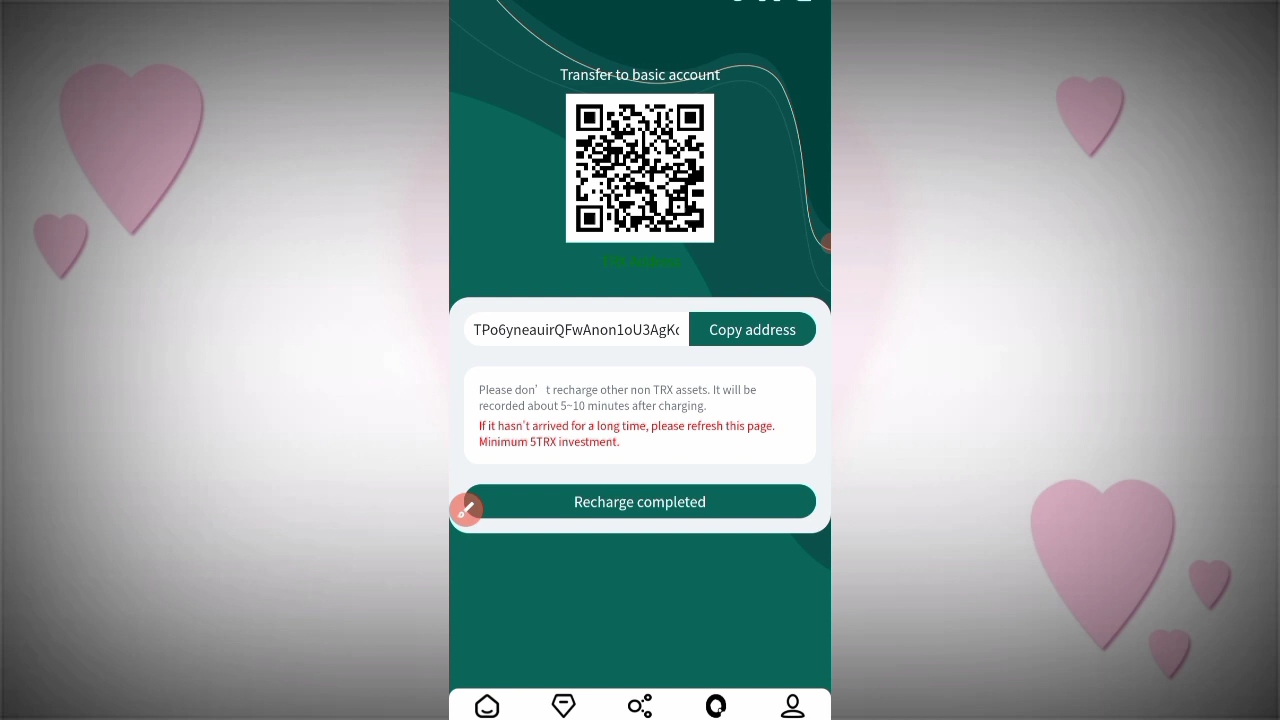 Transfer to basic account
TPo6yneauirQFwAnon1oU3AgK
Copy address
Please don’t recharge other non TRX assets. It will be
recorded about 5~10 minutes after charging.
If it hasn't arrived for a long time, please refresh this page.
Minimum 5TRX investment.
Recharge completed